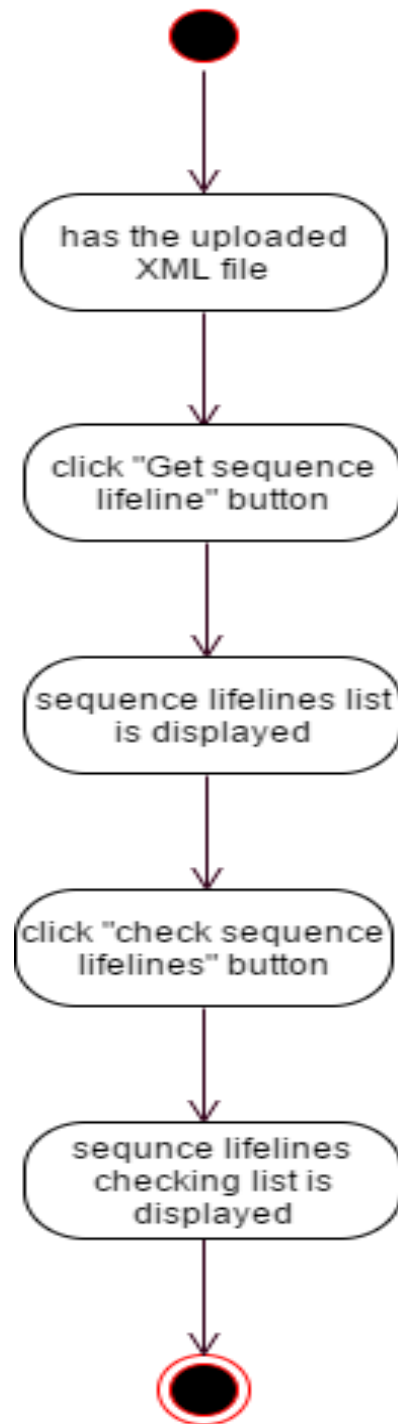 has the uploaded
XML file
click "Get sequence
lifeline" button
sequence lifelines list
is displayed
click "check sequence
lifelines" button
sequnce lifelines
checking list is
displayed